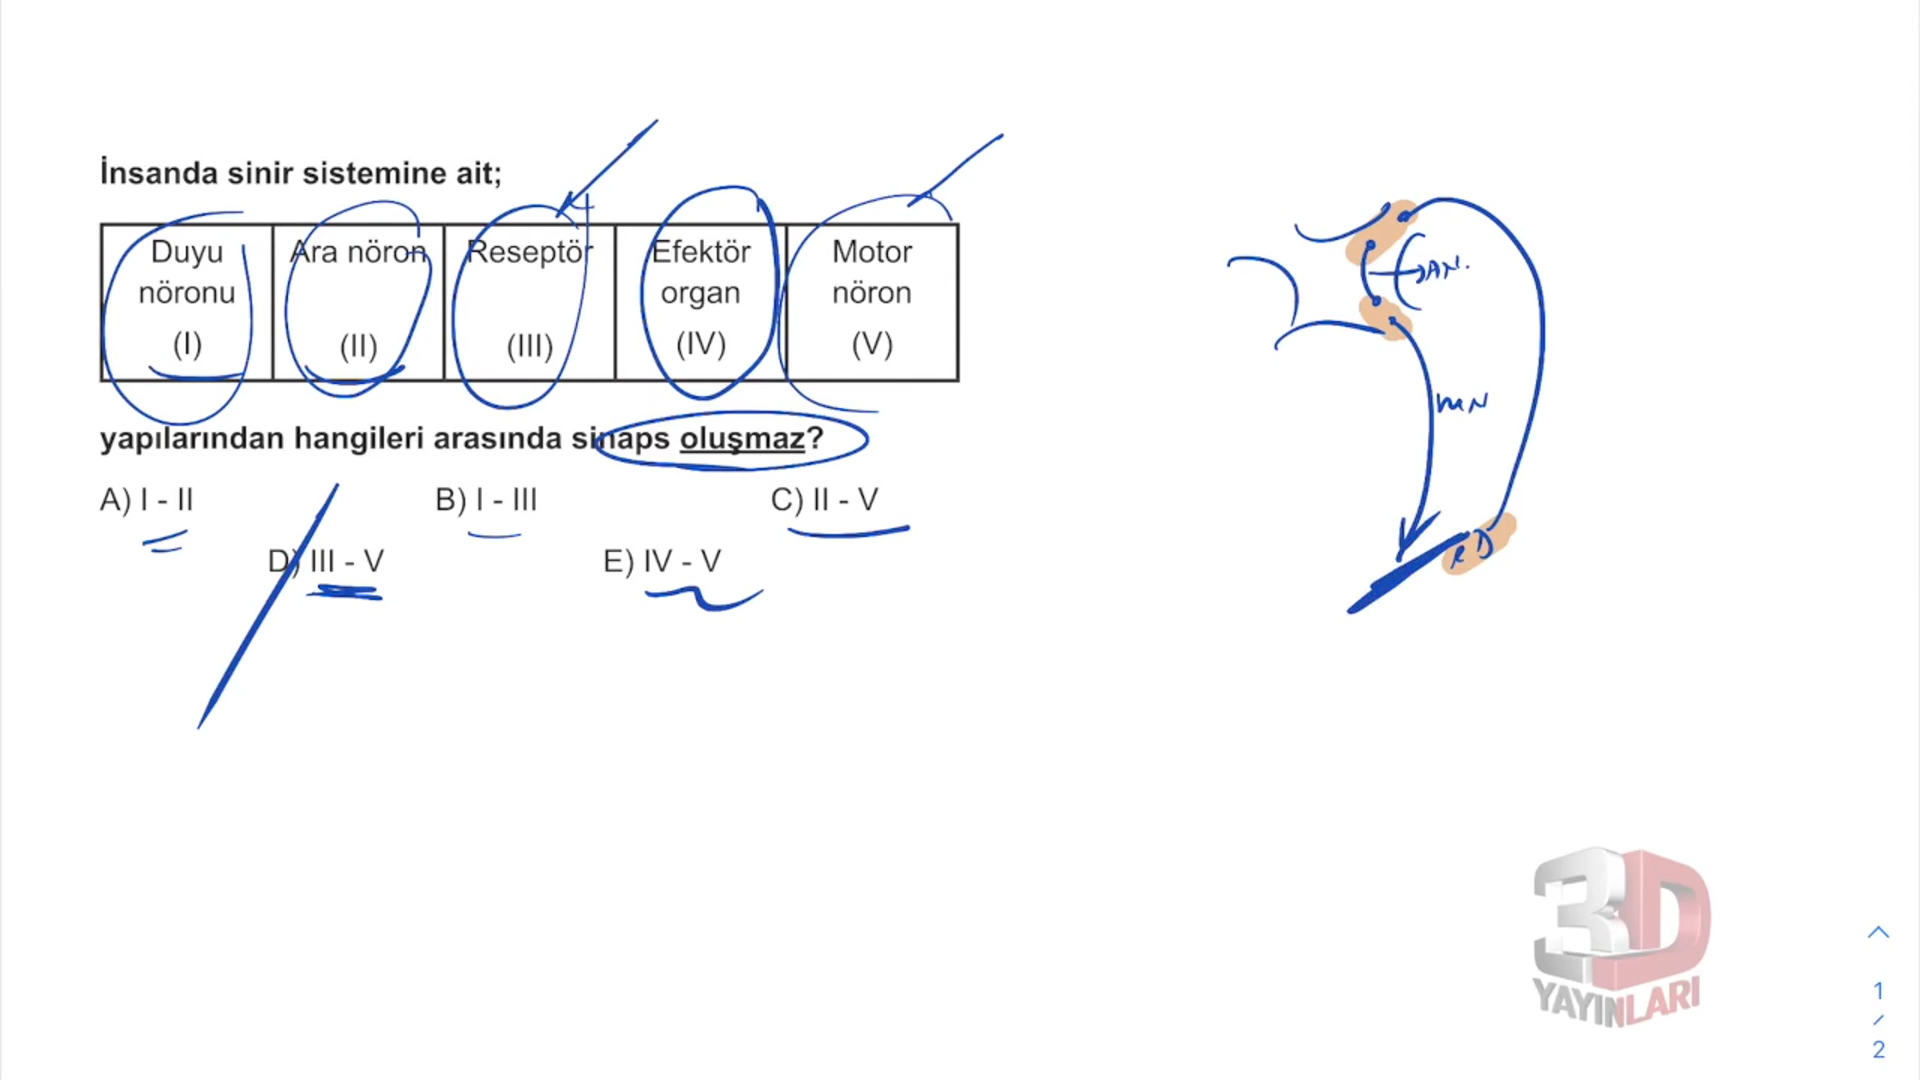 İnsanda sinir sistemine ait;
Duyu nöronu (I)
Ara nöron (II)
Reseptör (III)
Efektör organ (IV)
Motor nöron (V)
yapılarından hangileri arasında sinaps oluşmaz?
A) I - II B) I - III C) II - V
D) III - V E) IV - V
AN.
MN
3D
YAYINLARI
1
/
2